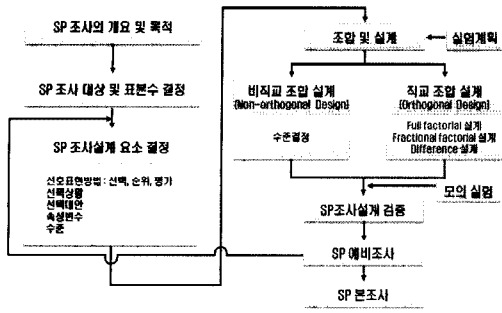 SP 조사의 개요 및 목적
SP 조사 대상 및 표본수 결정
SP 조사설계 요소 결정
선호표현방법 : 선택, 순위, 평가
선택상황
선택대안
속성변수
수준
조합 및 설계
실험계획
비직교 조합 설계
(Non-orthogonal Design)
수준결정
직교 조합 설계
(Orthogonal Design)
Full factorial 설계
Fractional factorial 설계
Difference 설계
모의 실험
SP조사설계 검증
SP 예비조사
SP 본조사